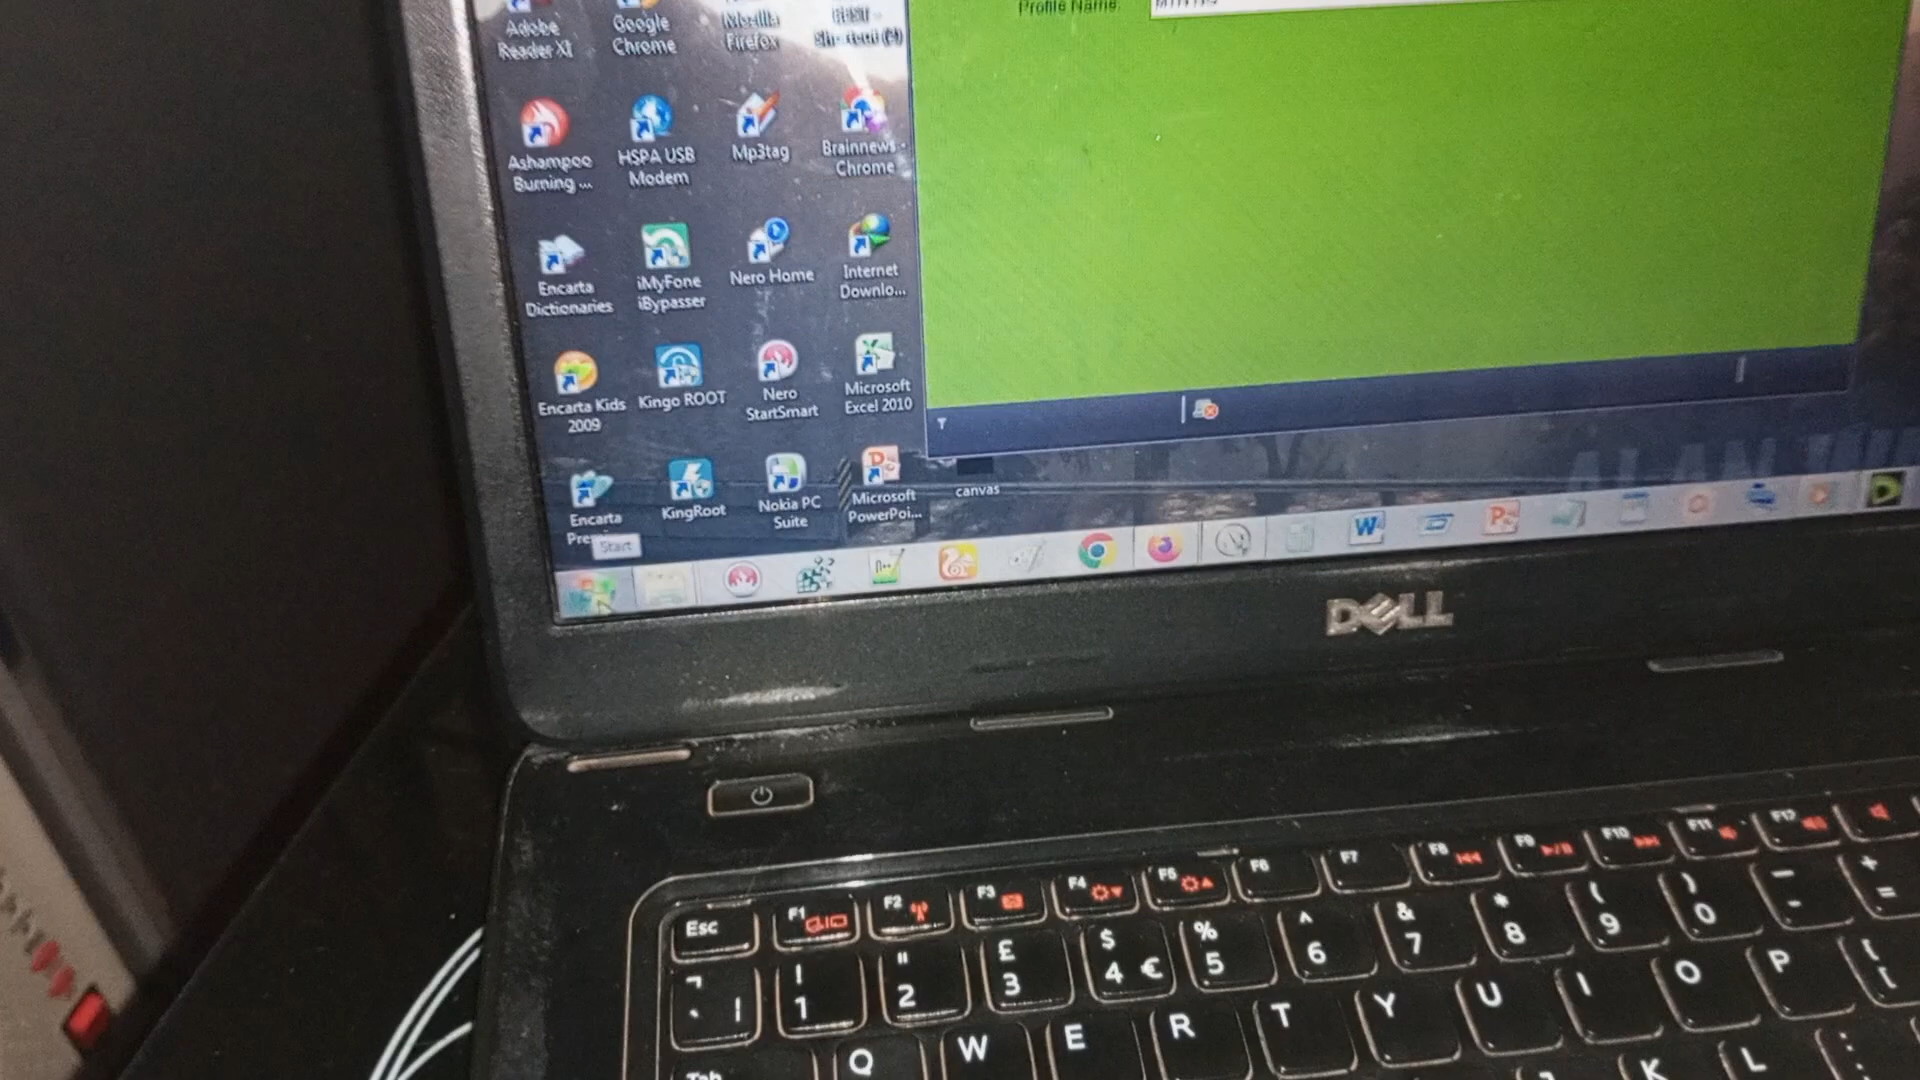 Profile Name:
Adobe
Reader XI
Google
Chrome
Mozilla
Firefox
Ashampoo
Burning ...
HSPA USB
Modem
Mp3tag
Brainnews -
Chrome
Encarta
Dictionaries
iMyFone
iBypasser
Nero Home
Internet
Downlo...
Encarta Kids
2009
Kingo ROOT
Nero
StartSmart
Microsoft
Excel 2010
Encarta
KingRoot
Nokia PC
Suite
Microsoft
PowerPoi...
canvas
Start
DELL
Esc F1 F2 F3 F4 F5 F6 F7 F8 F9 F10 F11 F12
! " £ $ % ^ & * ( ) - +
1 2 3 4 € 5 6 7 8 9 0 - =
Tab Q W E R T Y U I O P { [
K L :